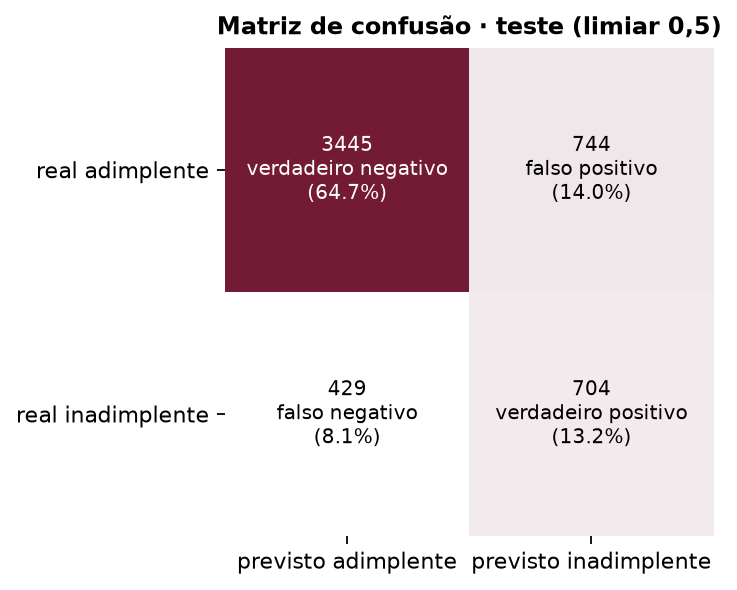 Matriz de confusão · teste (limiar 0,5)
real adimplente
3445
verdadeiro negativo
(64.7%)
744
falso positivo
(14.0%)
real inadimplente
429
falso negativo
(8.1%)
704
verdadeiro positivo
(13.2%)
previsto adimplente
previsto inadimplente